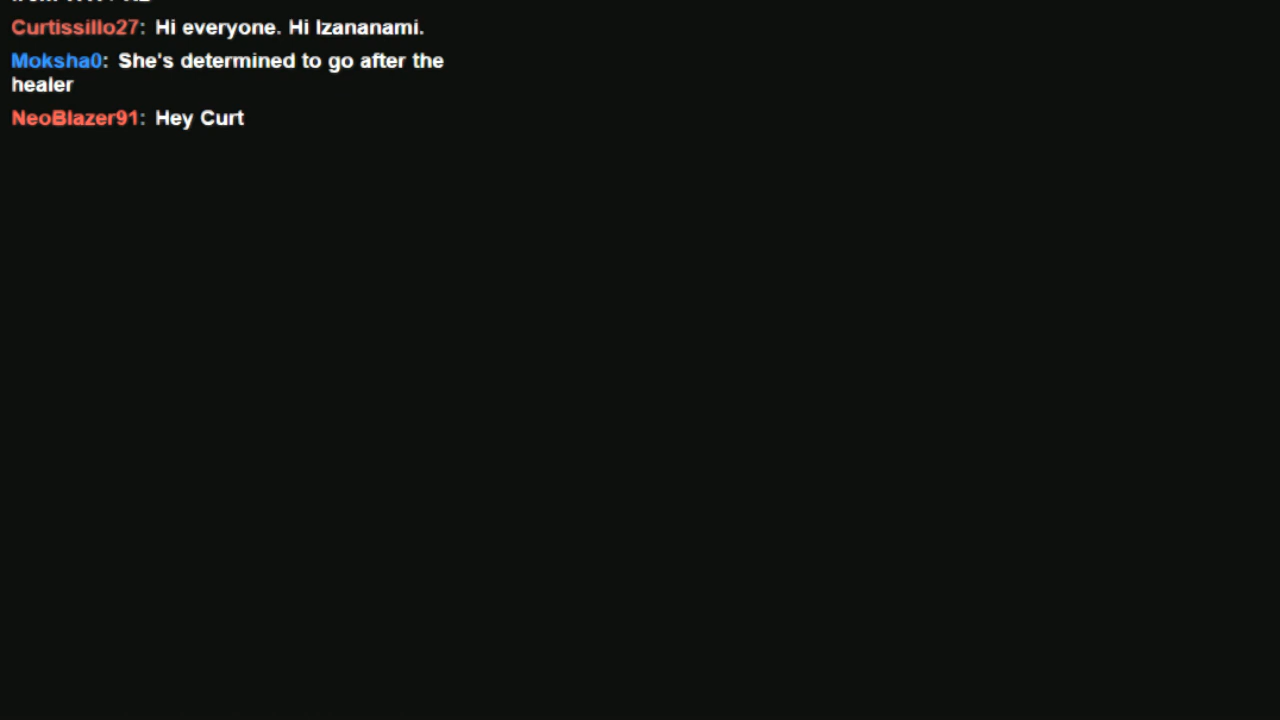 Curtissillo27: Hi everyone. Hi Izananami.
Moksha0: She's determined to go after the
healer
NeoBlazer91: Hey Curt